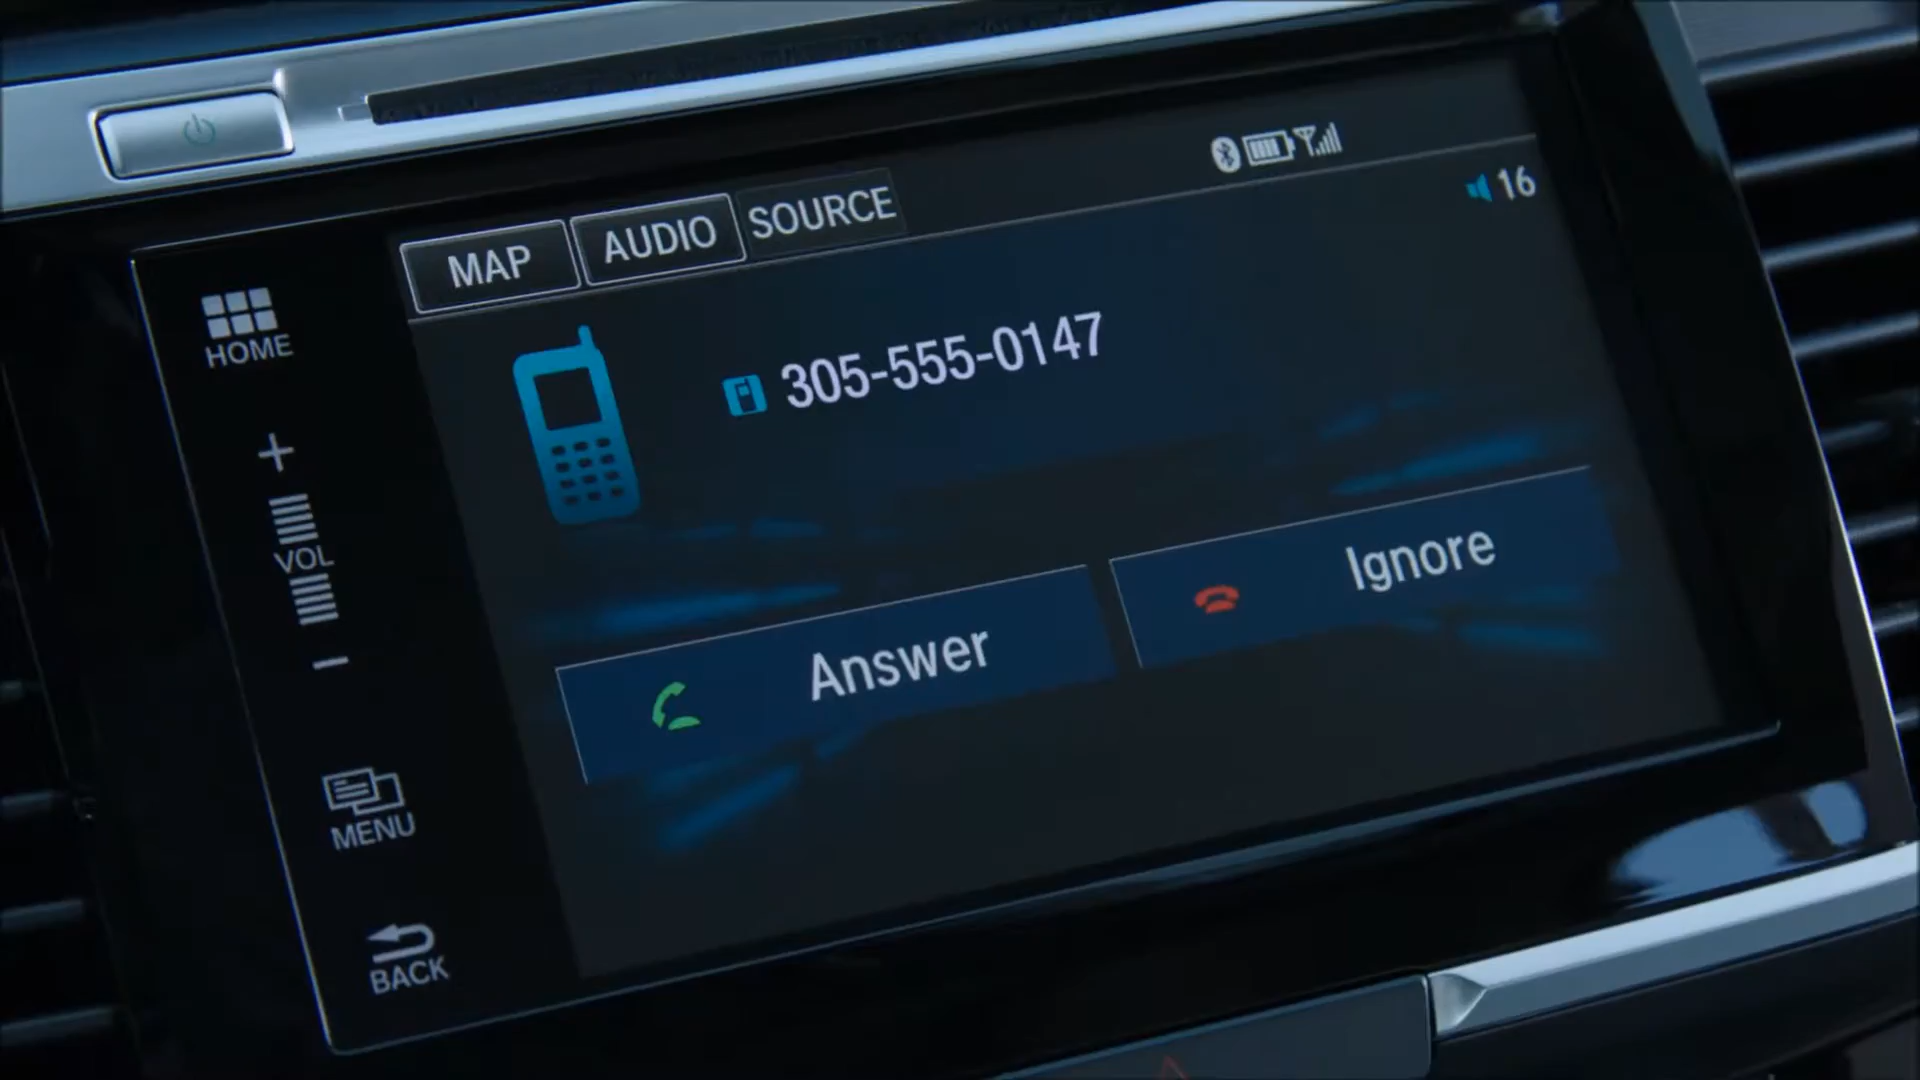 MAP AUDIO SOURCE
16
HOME
305-555-0147
VOL
Answer Ignore
MENU
BACK